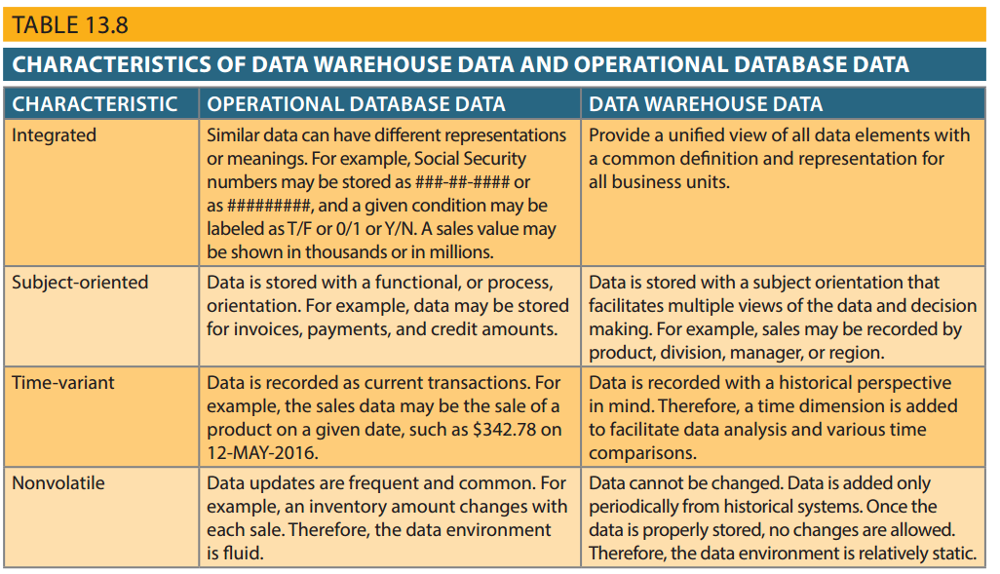 TABLE 13.8
CHARACTERISTICS OF DATA WAREHOUSE DATA AND OPERATIONAL DATABASE DATA
CHARACTERISTIC OPERATIONAL DATABASE DATA DATA WAREHOUSE DATA
Integrated
Similar data can have different representations
or meanings. For example, Social Security
numbers may be stored as ###-##-#### or
as #########, and a given condition may be
labeled as T/F or 0/1 or Y/N. A sales value may
be shown in thousands or in millions.
Provide a unified view of all data elements with
a common definition and representation for
all business units.
Subject-oriented
Data is stored with a functional, or process,
orientation. For example, data may be stored
for invoices, payments, and credit amounts.
Data is stored with a subject orientation that
facilitates multiple views of the data and decision
making. For example, sales may be recorded by
product, division, manager, or region.
Time-variant
Data is recorded as current transactions. For
example, the sales data may be the sale of a
product on a given date, such as $342.78 on
12-MAY-2016.
Data is recorded with a historical perspective
in mind. Therefore, a time dimension is added
to facilitate data analysis and various time
comparisons.
Nonvolatile
Data updates are frequent and common. For
example, an inventory amount changes with
each sale. Therefore, the data environment
is fluid.
Data cannot be changed. Data is added only
periodically from historical systems. Once the
data is properly stored, no changes are allowed.
Therefore, the data environment is relatively static.